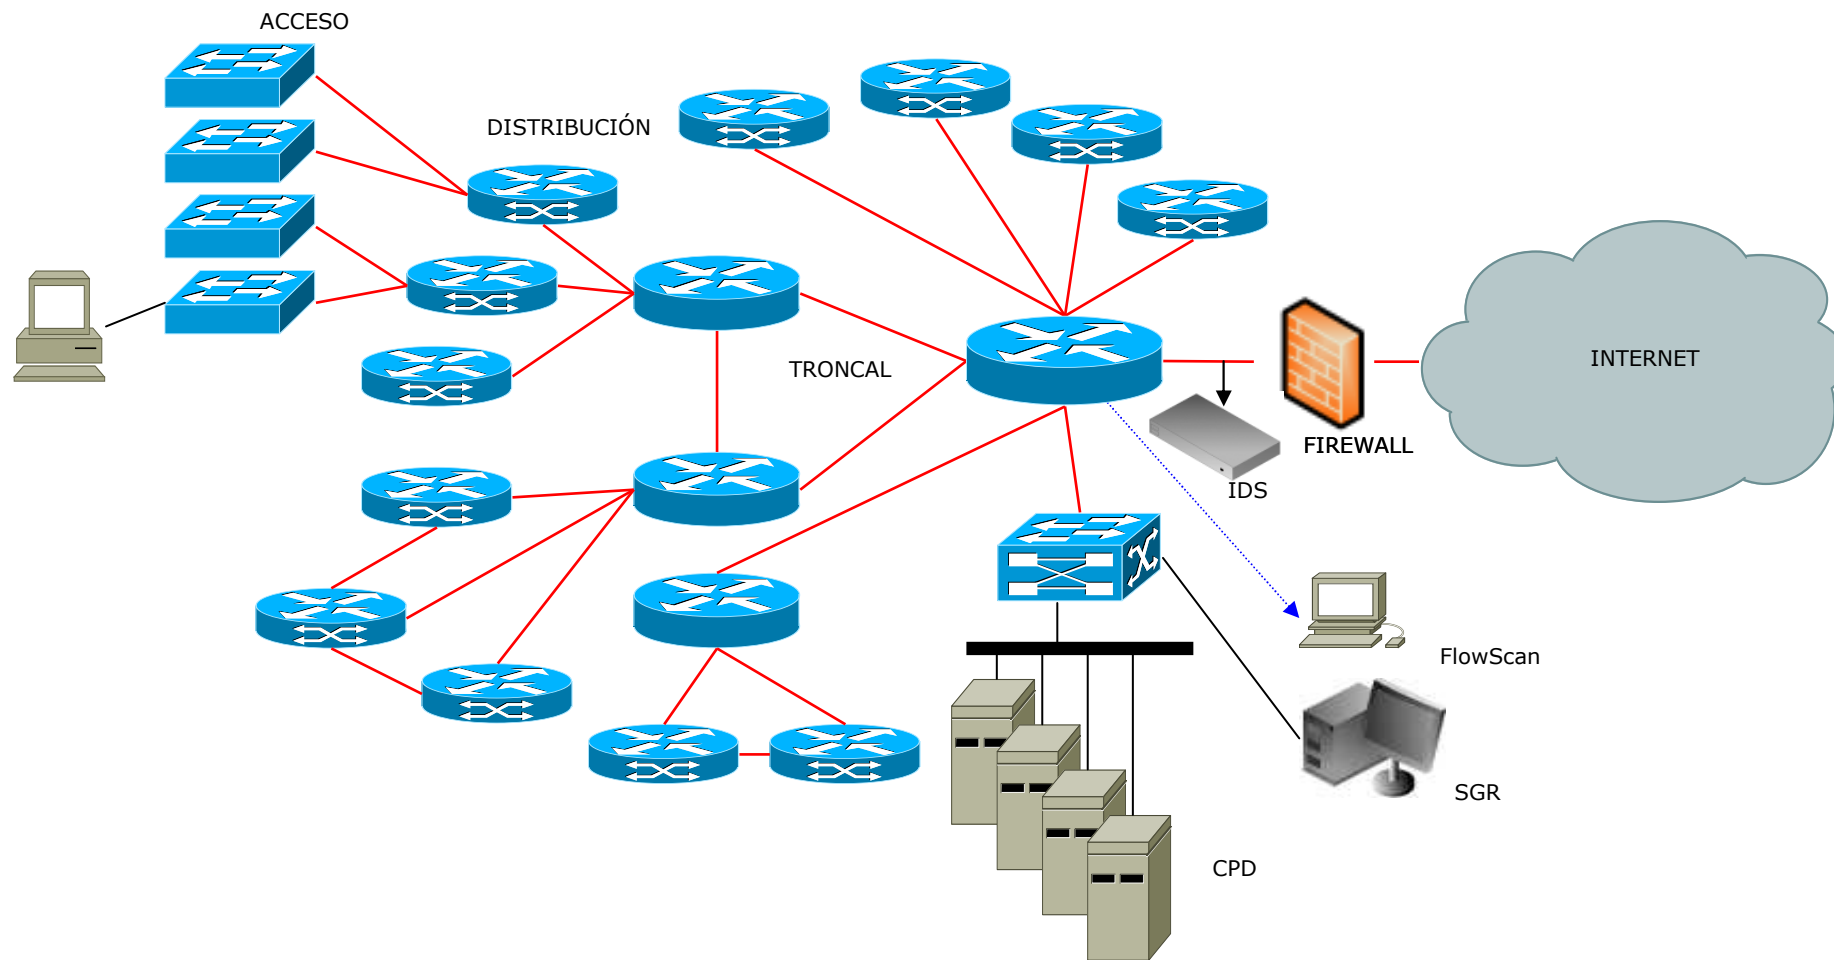 ACCESO
DISTRIBUCIÓN
TRONCAL
INTERNET
FIREWALL
IDS
FlowScan
SGR
CPD